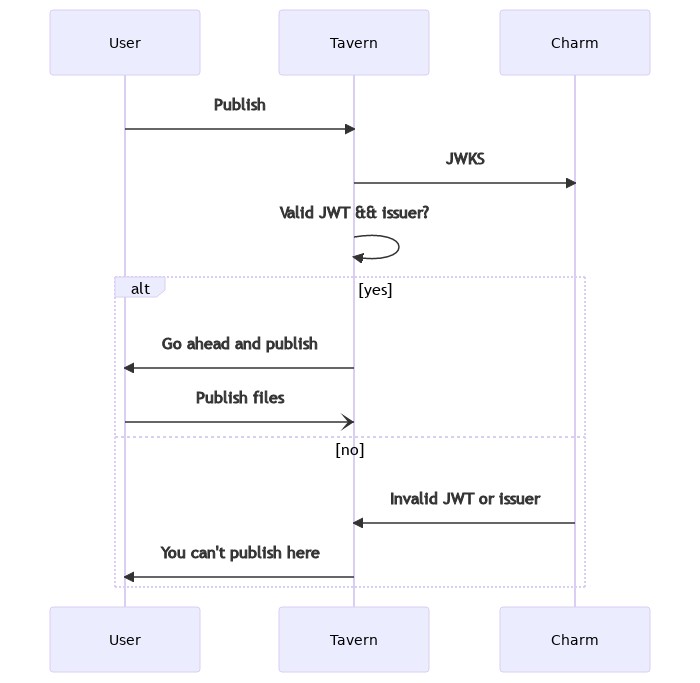 User
Tavern
Charm
Publish
JWKS
Valid JWT && issuer?
alt
[yes]
Go ahead and publish
Publish files
[no]
Invalid JWT or issuer
You can't publish here
User
Tavern
Charm